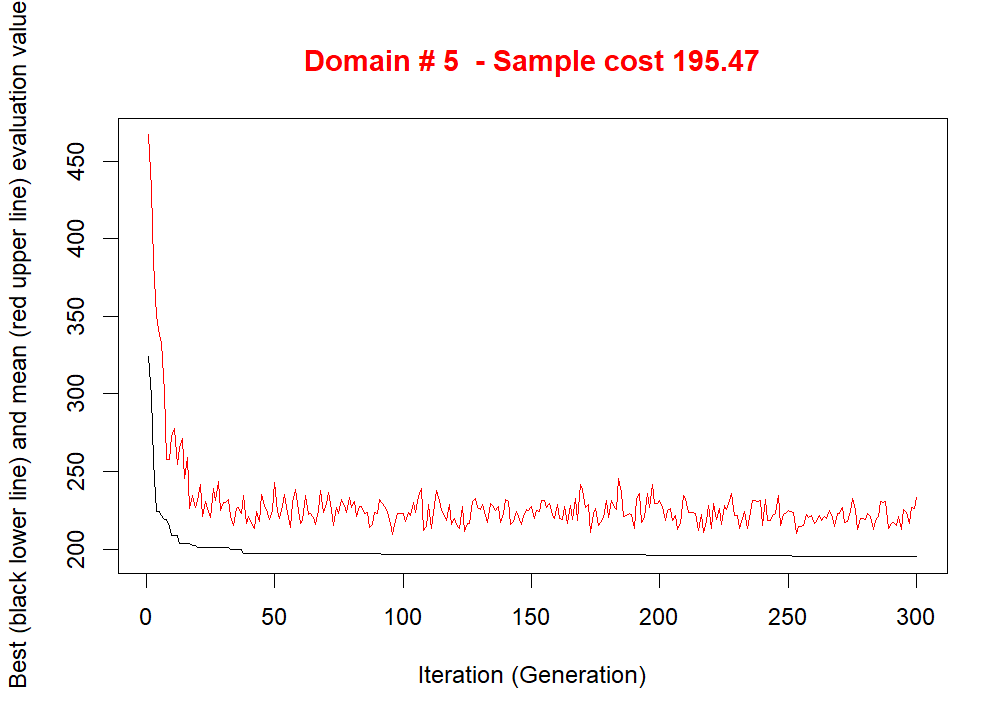 Domain # 5  - Sample cost 195.47
Best (black lower line) and mean (red upper line) evaluation value
450
400
350
300
250
200
0 50 100 150 200 250 300
Iteration (Generation)